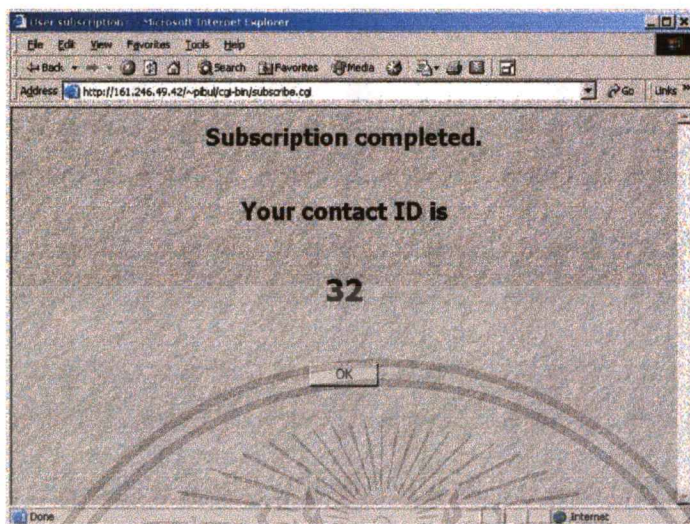 User subscription - Microsoft Internet Explorer
File Edit View Favorites Tools Help
Back Search Favorites Media
Address http://161.246.49.42/~pibul/cgi-bin/subscribe.cgi Go Links »
Subscription completed.
Your contact ID is
32
OK
Done Internet